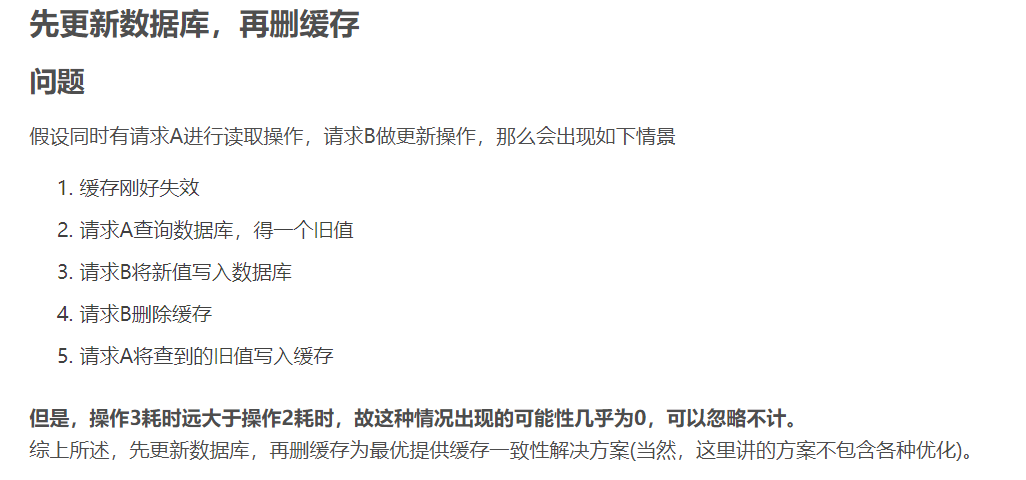 先更新数据库，再删缓存
问题
假设同时有请求A进行读取操作，请求B做更新操作，那么会出现如下情景
1. 缓存刚好失效
2. 请求A查询数据库，得一个旧值
3. 请求B将新值写入数据库
4. 请求B删除缓存
5. 请求A将查到的旧值写入缓存
但是，操作3耗时远大于操作2耗时，故这种情况出现的可能性几乎为0，可以忽略不计。
综上所述，先更新数据库，再删缓存为最优提供缓存一致性解决方案(当然，这里讲的方案不包含各种优化)。